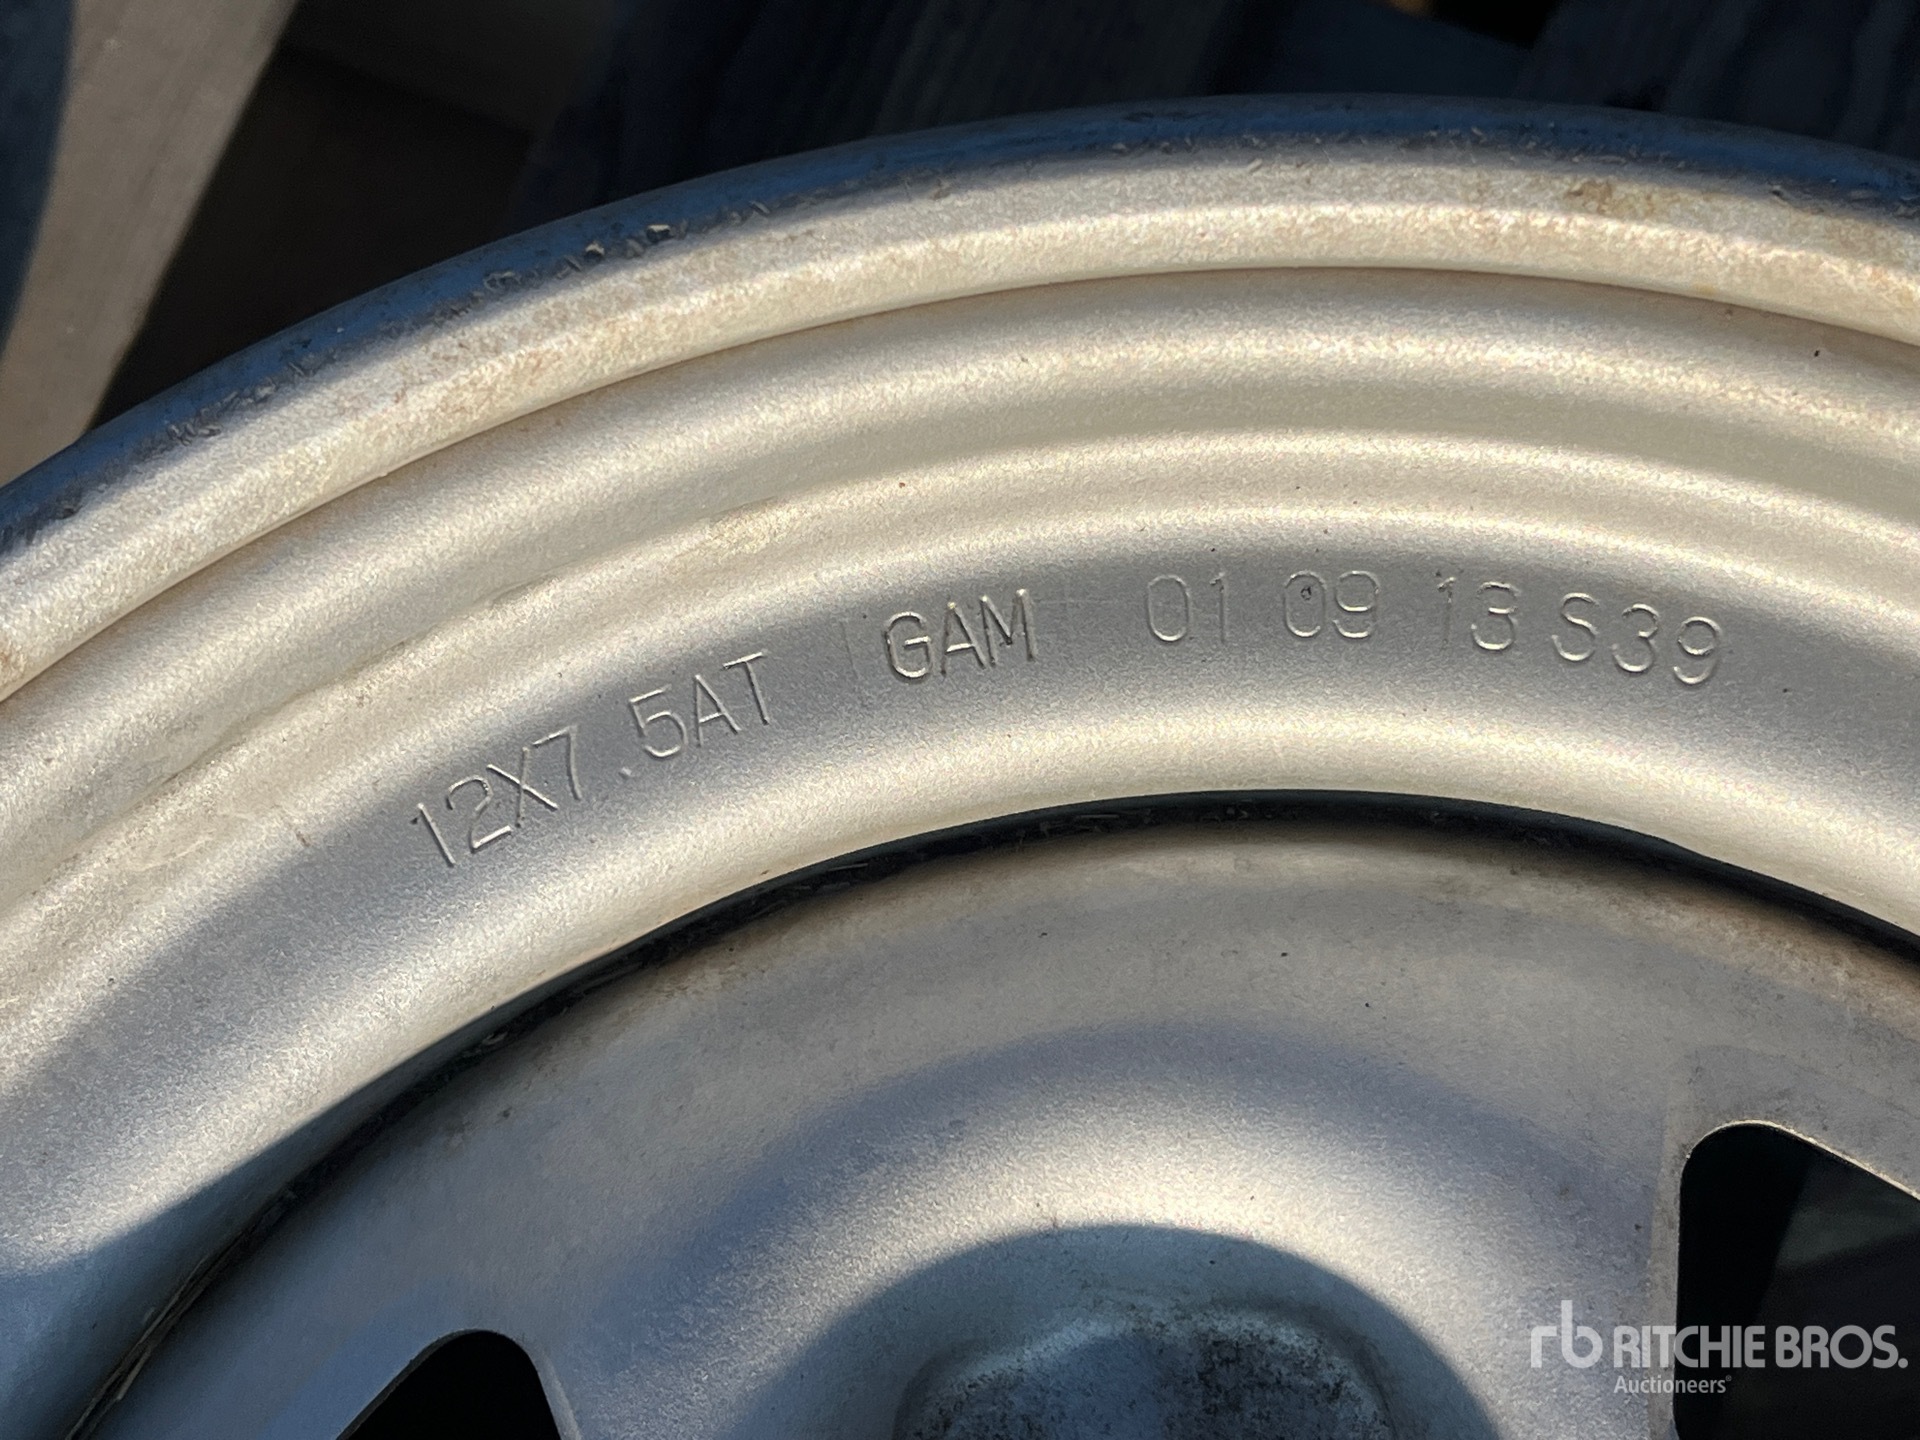 12X7.5AT GAM 01 09 13 S39
rb RITCHIE BROS.
Auctioneers®